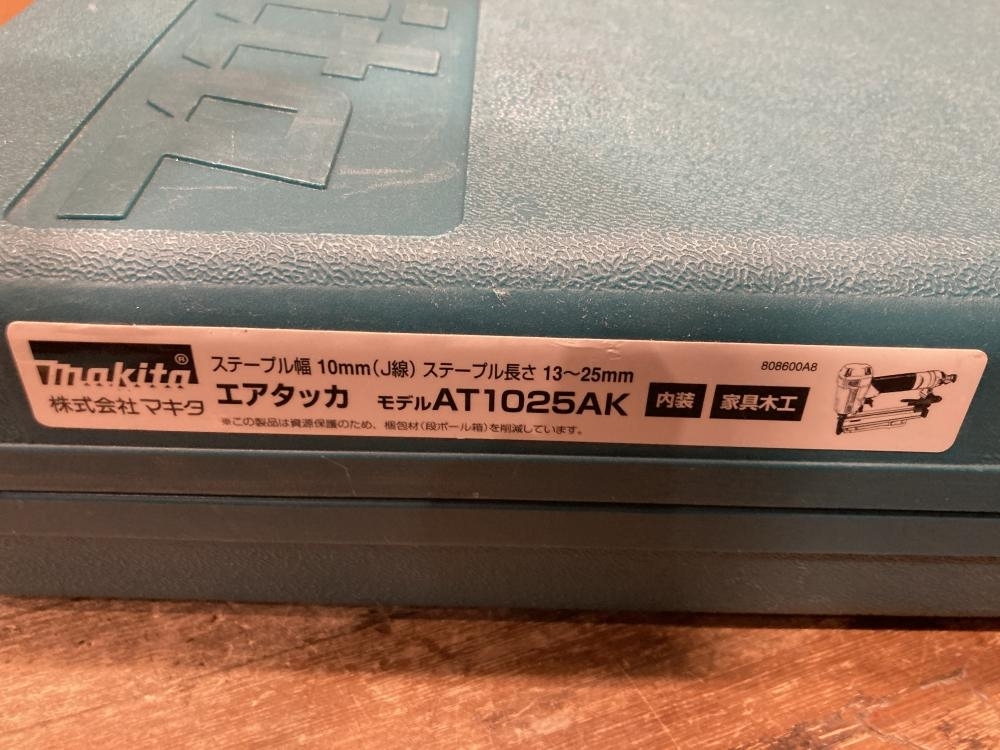 makita®
株式会社マキタ
ステープル幅 10mm(J線) ステープル長さ 13〜25mm
エアタッカ モデルAT1025AK 内装 家具木工
※この製品は資源保護のため、梱包材(段ボール箱)を削減しています。
808600A8